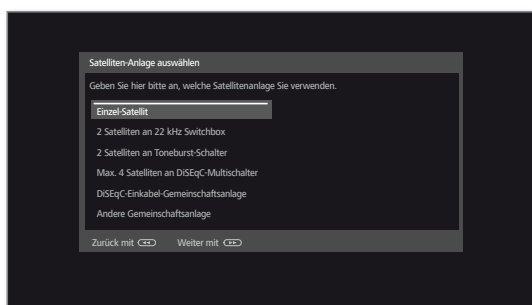 Satelliten-Anlage auswählen
Geben Sie hier bitte an, welche Satellitenanlage Sie verwenden.
Einzel-Satellit
2 Satelliten an 22 kHz Switchbox
2 Satelliten an Toneburst-Schalter
Max. 4 Satelliten an DiSEqC-Multischalter
DiSEqC-Einkabel-Gemeinschaftsanlage
Andere Gemeinschaftsanlage
Zurück mit Weiter mit